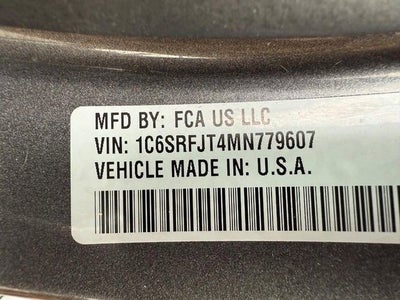 MFD BY: FCA US LLC
VIN: 1C6SRFJT4MN779607
VEHICLE MADE IN: U.S.A.